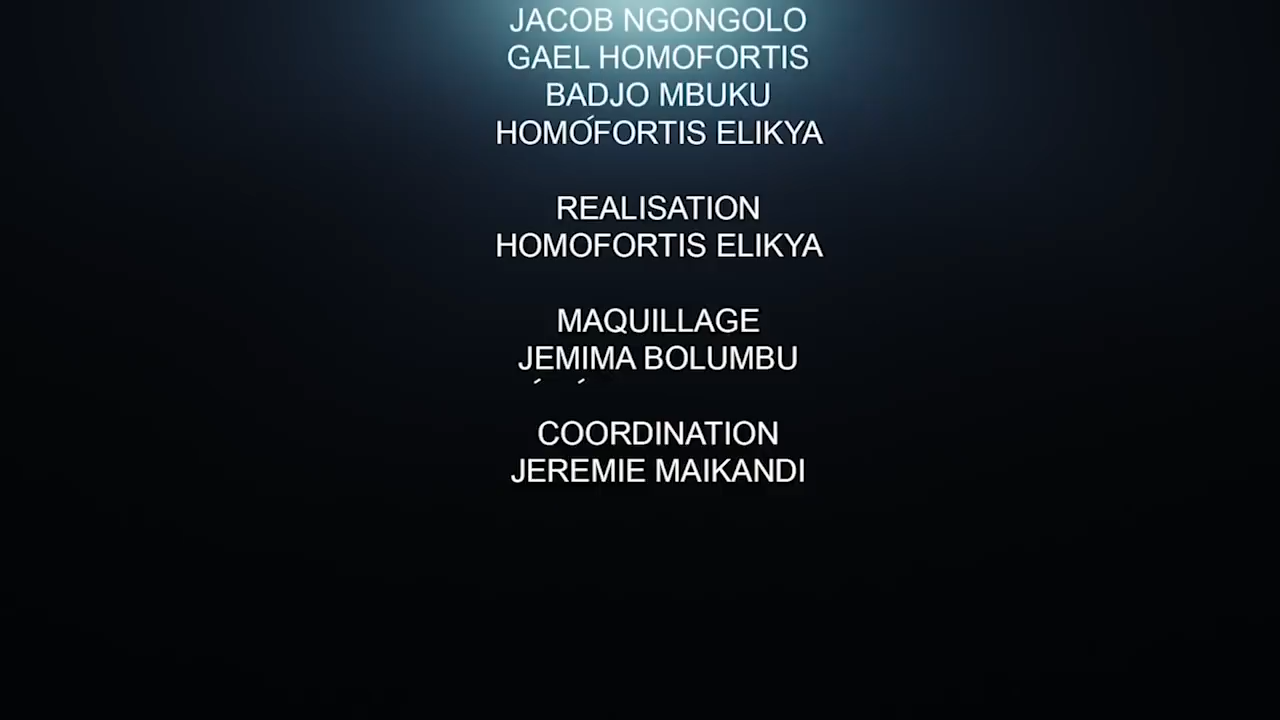 JACOB NGONGOLO
GAEL HOMOFORTIS
BADJO MBUKU
HOMOFORTIS ELIKYA
REALISATION
HOMOFORTIS ELIKYA
MAQUILLAGE
JEMIMA BOLUMBU
COORDINATION
JEREMIE MAIKANDI